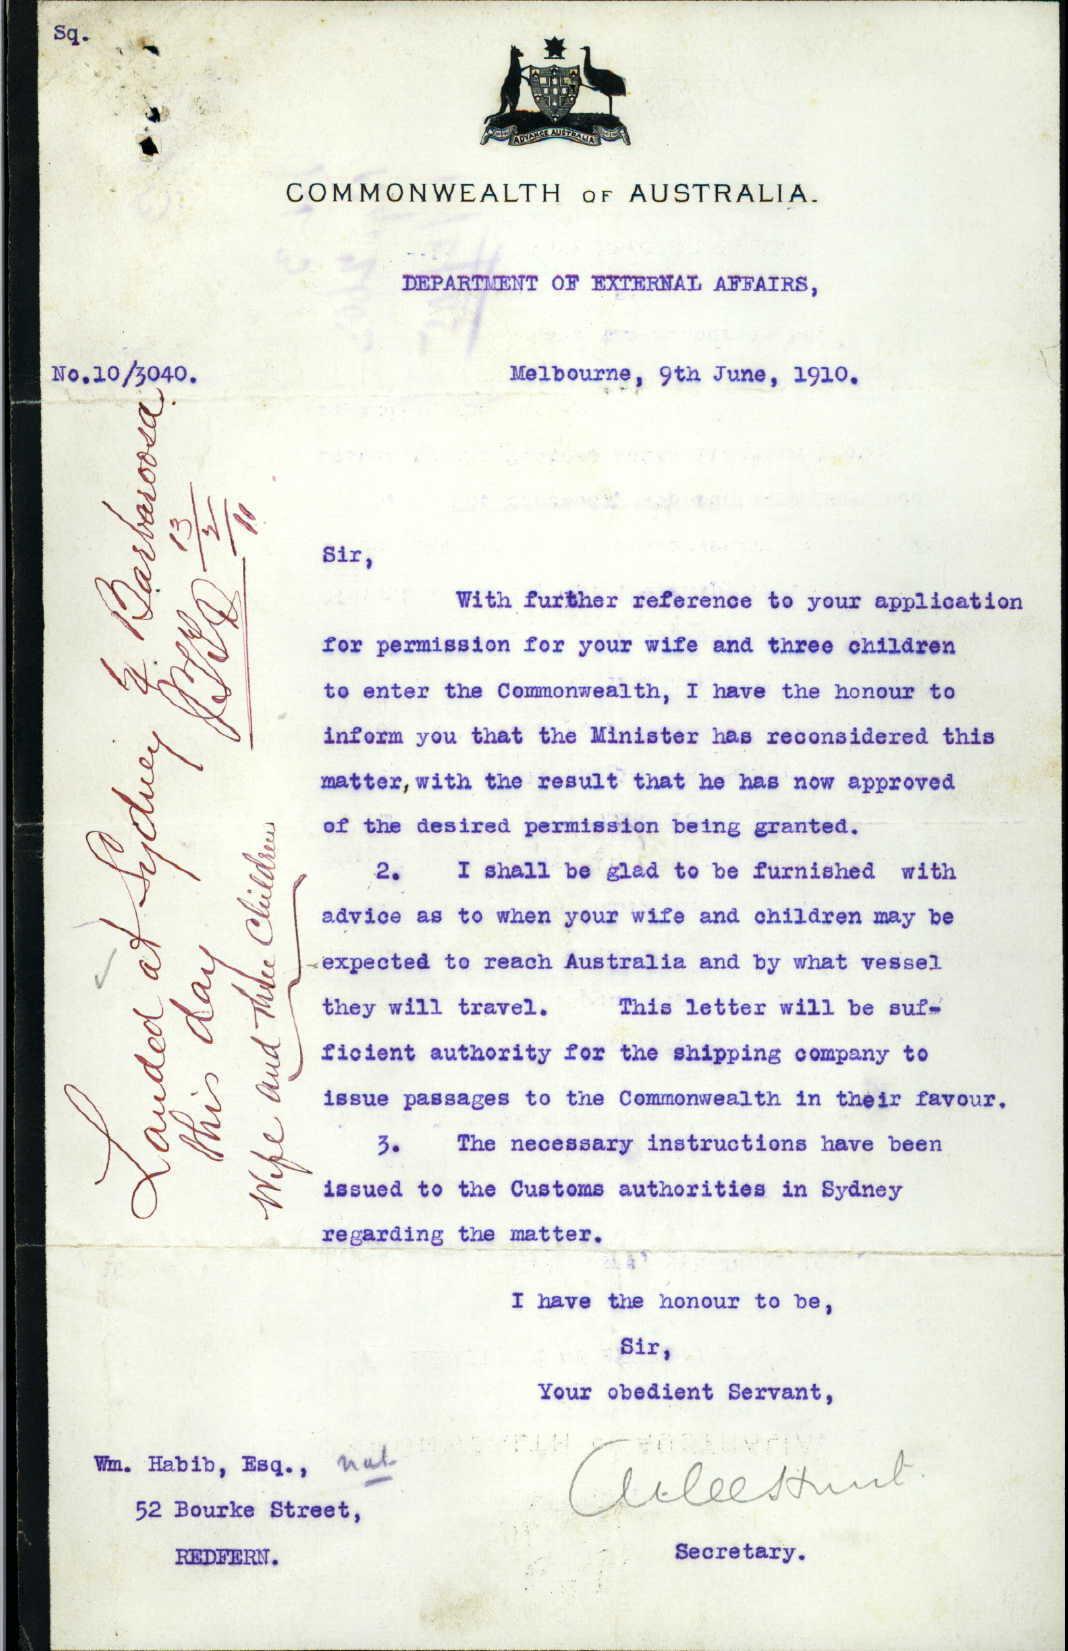 Sq.
ADVANCE AUSTRALIA
COMMONWEALTH OF AUSTRALIA.
DEPARTMENT OF EXTERNAL AFFAIRS,
No.10/3040.
Melbourne, 9th June, 1910.
Sir,
With further reference to your application
for permission for your wife and three children
to enter the Commonwealth, I have the honour to
inform you that the Minister has reconsidered this
matter, with the result that he has now approved
of the desired permission being granted.
2. I shall be glad to be furnished with
advice as to when your wife and children may be
expected to reach Australia and by what vessel
they will travel. This letter will be suf-
ficient authority for the shipping company to
issue passages to the Commonwealth in their favour.
3. The necessary instructions have been
issued to the Customs authorities in Sydney
regarding the matter.
I have the honour to be,
Sir,
Your obedient Servant,
Atlee Hunt
Secretary.
Wm. Habib, Esq., nat
52 Bourke Street,
REDFERN.
Landed at Sydney Barbaroosa
this day
13/2/11
Wife and three Children